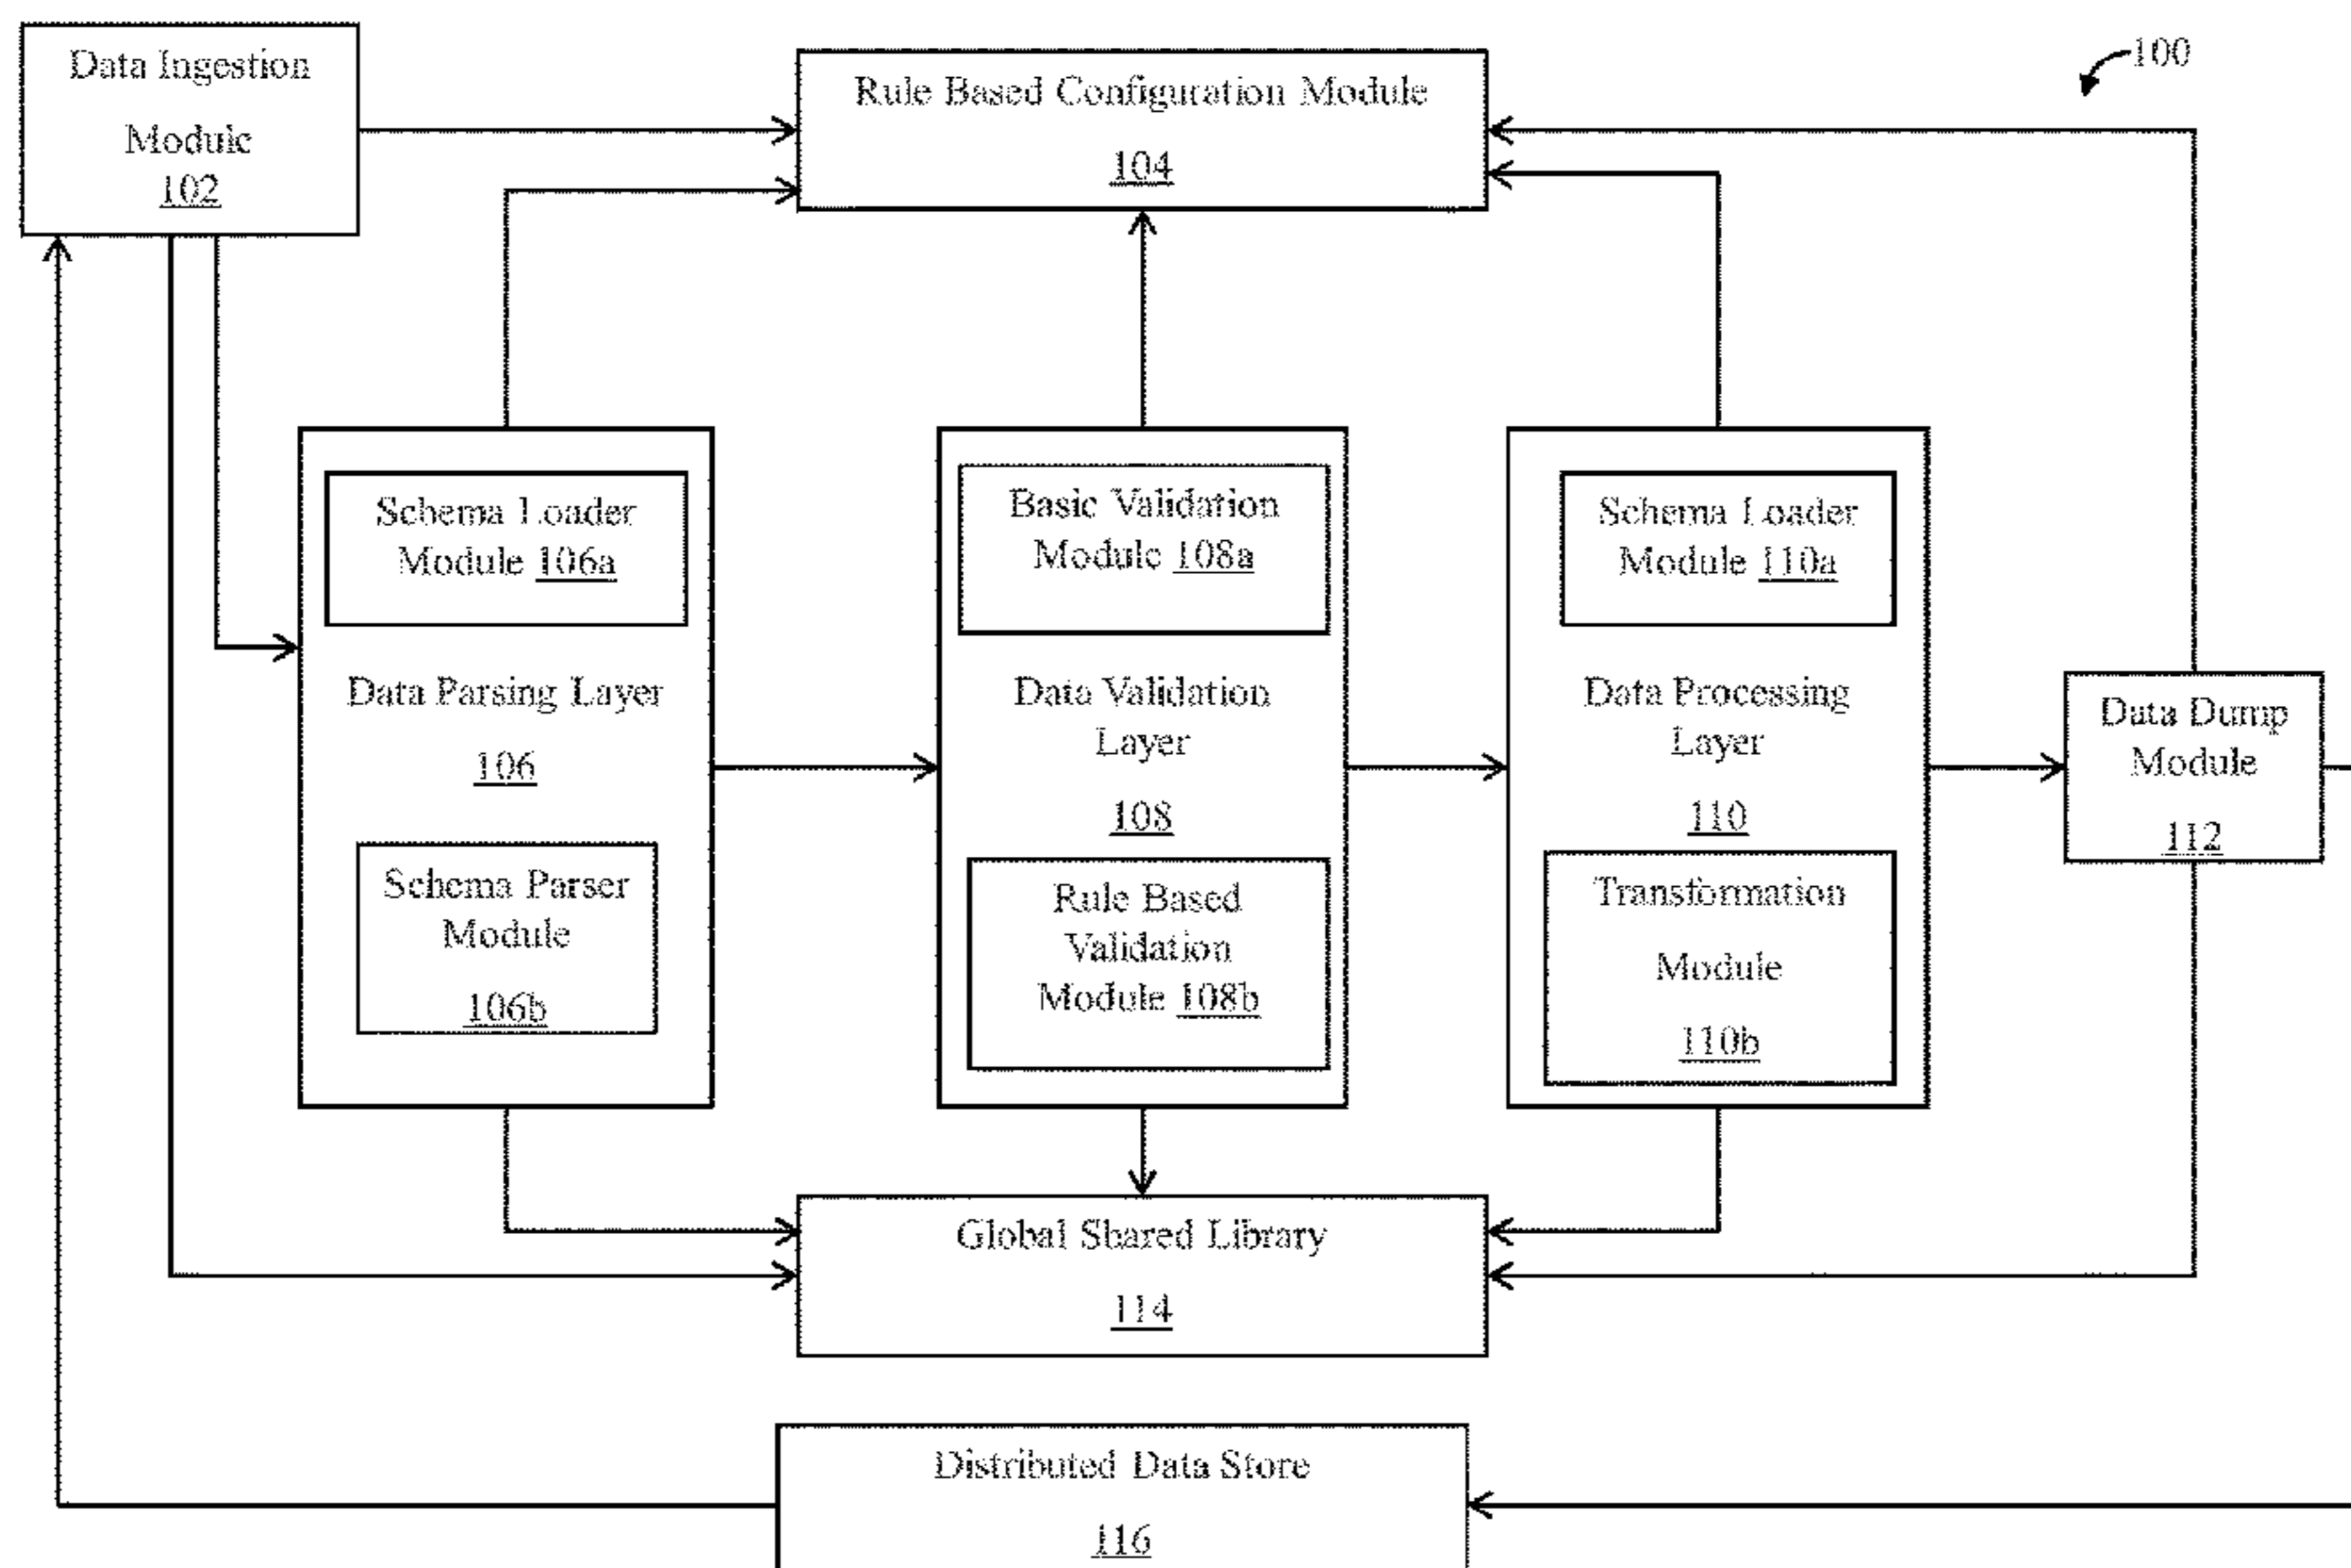 Data Ingestion
Module
102
Rule Based Configuration Module
104
100
Schema Loader
Module 106a
Data Parsing Layer
106
Schema Parser
Module
106b
Basic Validation
Module 108a
Data Validation
Layer
108
Rule Based
Validation
Module 108b
Schema Loader
Module 110a
Data Processing
Layer
110
Transformation
Module
110b
Data Dump
Module
112
Global Shared Library
114
Distributed Data Store
116